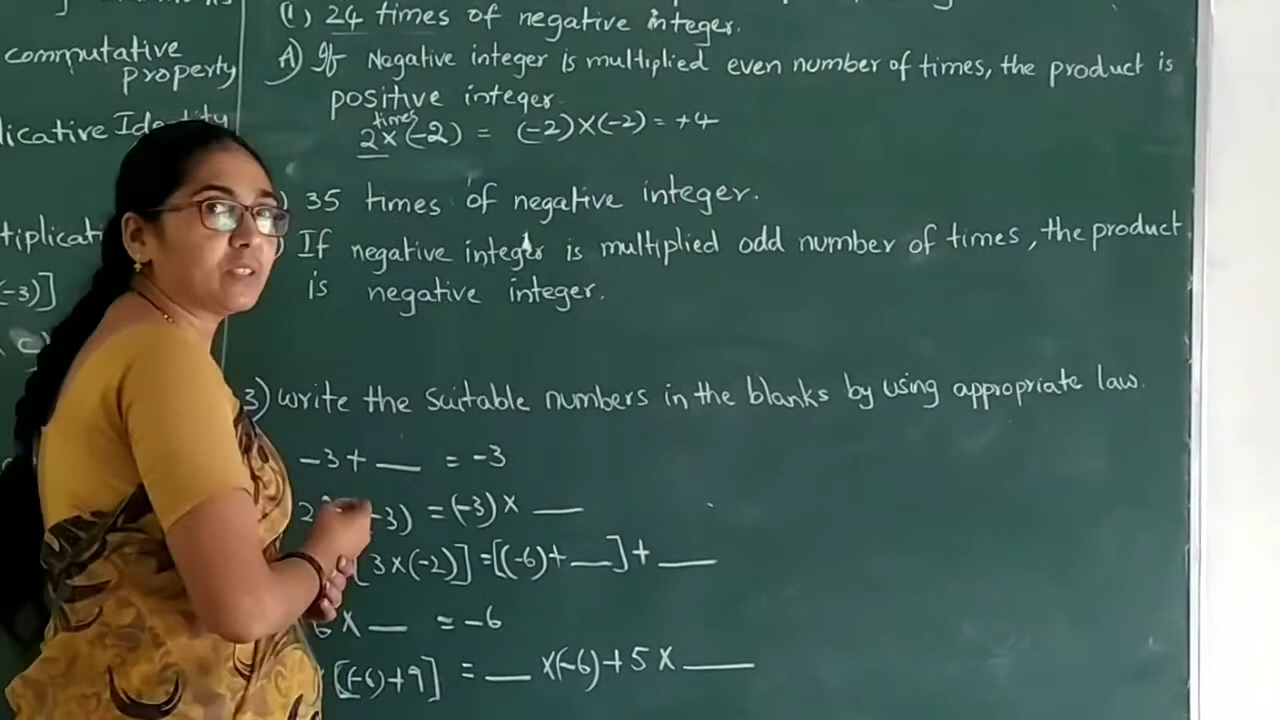 commutative
property
licative Identity
tiplicati
(-3)]
(1) 24 times of negative integer.
A) If Negative integer is multiplied even number of times, the product is
positive integer.
times
2×(-2) = (-2)×(-2) = +4
) 35 times of negative integer.
) If negative integer is multiplied odd number of times, the product
is negative integer.
3) write the suitable numbers in the blanks by using appropriate law.
-3+ __ = -3
-3) = (-3)× __
[3×(-2)] = [(-6)+ __ ] + __
6× __ = -6
[(-6)+9] = __ ×(-6)+5× __